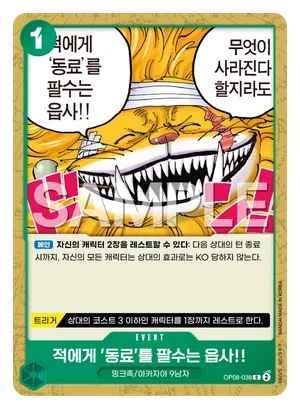 1
적에게
'동료'를
팔수는
읍사!!
무엇이
사라진다
할지라도
SAMPLE
메인 자신의 캐릭터 2장을 레스트할 수 있다: 다음 상대의 턴 종료
시까지, 자신의 모든 캐릭터는 상대의 효과로는 KO 당하지 않는다.
트리거 상대의 코스트 3 이하인 캐릭터를 1장까지 레스트로 한다.
EVENT
적에게 '동료'를 팔수는 읍사!!
밍크족/아카자야 9남자
OP08-038 R 2